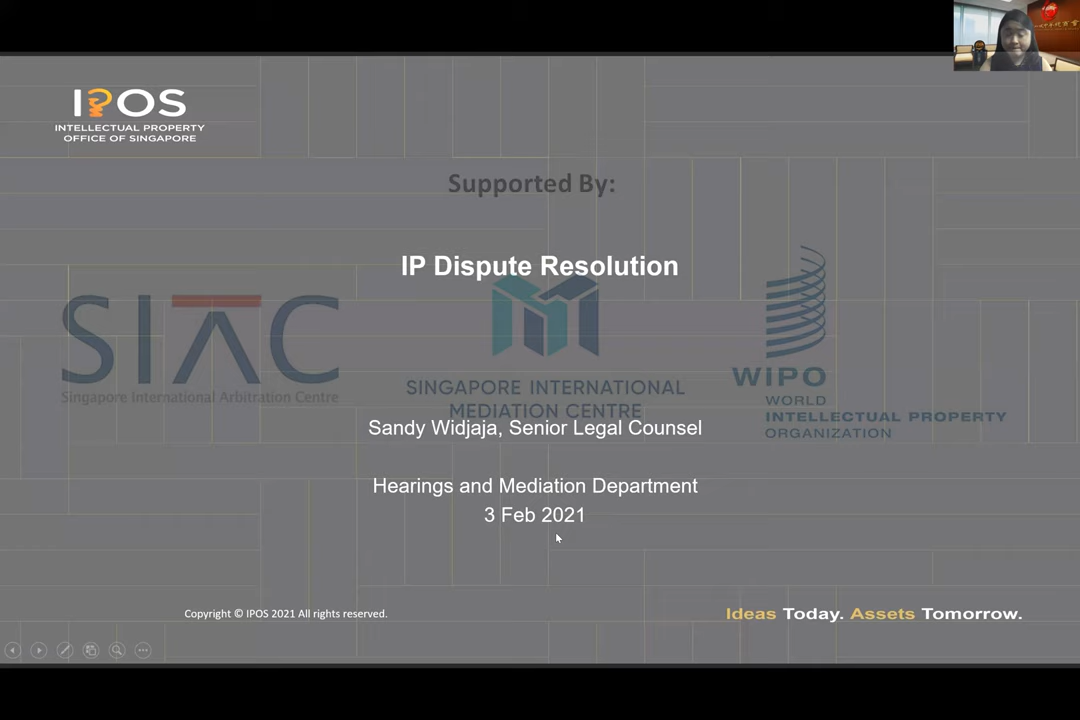 IPOS
INTELLECTUAL PROPERTY
OFFICE OF SINGAPORE
Supported By:
IP Dispute Resolution
SIAC
Singapore International Arbitration Centre
SINGAPORE INTERNATIONAL
MEDIATION CENTRE
WIPO
WORLD
INTELLECTUAL PROPERTY
ORGANIZATION
Sandy Widjaja, Senior Legal Counsel
Hearings and Mediation Department
3 Feb 2021
Copyright © IPOS 2021 All rights reserved.
Ideas Today. Assets Tomorrow.